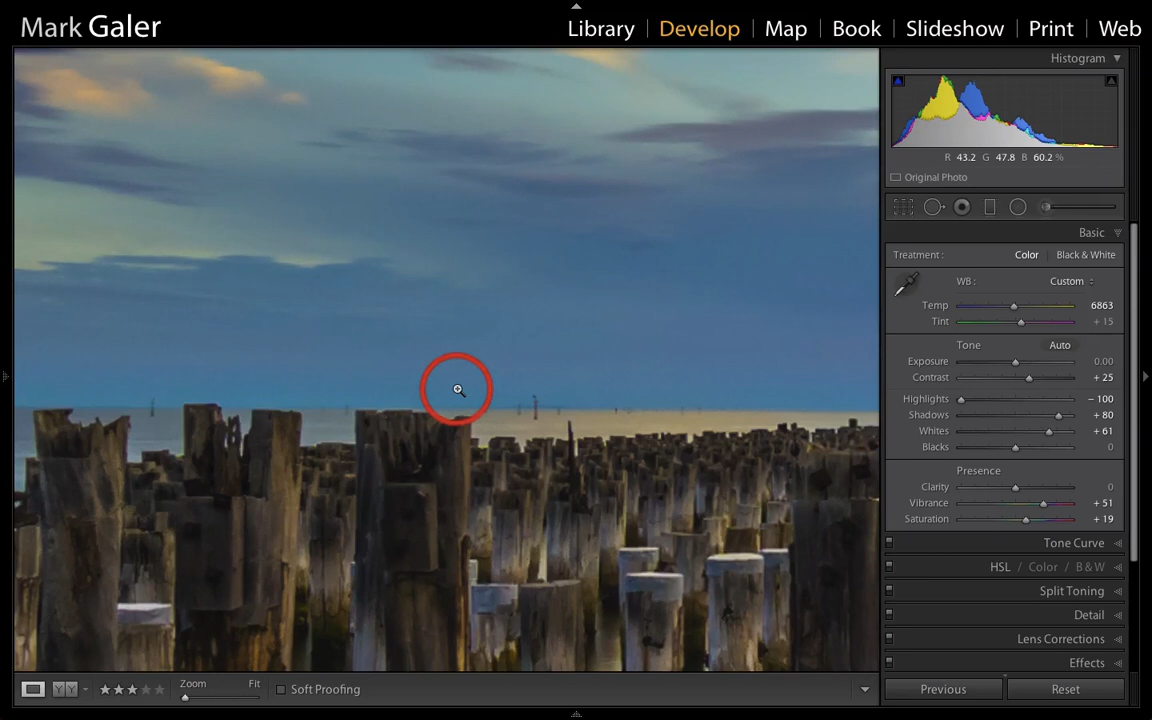 Mark Galer
Library Develop Map Book Slideshow Print Web
Histogram
R 43.2 G 47.8 B 60.2 %
Original Photo
Basic
Treatment : Color Black & White
WB : Custom
Temp 6863
Tint + 15
Tone Auto
Exposure 0.00
Contrast + 25
Highlights − 100
Shadows + 80
Whites + 61
Blacks 0
Presence
Clarity 0
Vibrance + 51
Saturation + 19
Tone Curve
HSL / Color / B & W
Split Toning
Detail
Lens Corrections
Effects
YY Zoom Fit Soft Proofing
Previous Reset